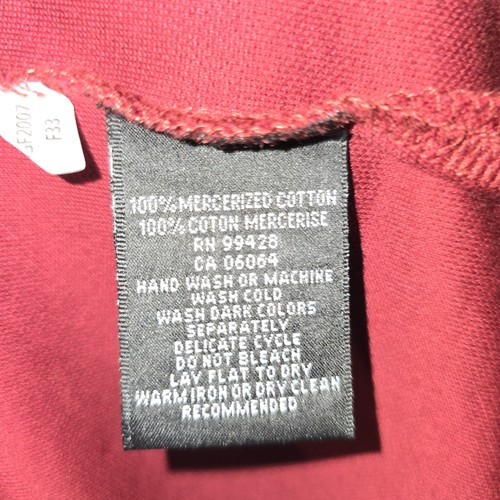 100% MERCERIZED COTTON
100% COTON MERCERISE
RN 99428
CA 06064
HAND WASH OR MACHINE
WASH COLD
WASH DARK COLORS
SEPARATELY
DELICATE CYCLE
DO NOT BLEACH
LAY FLAT TO DRY
WARM IRON OR DRY CLEAN
RECOMMENDED
F33